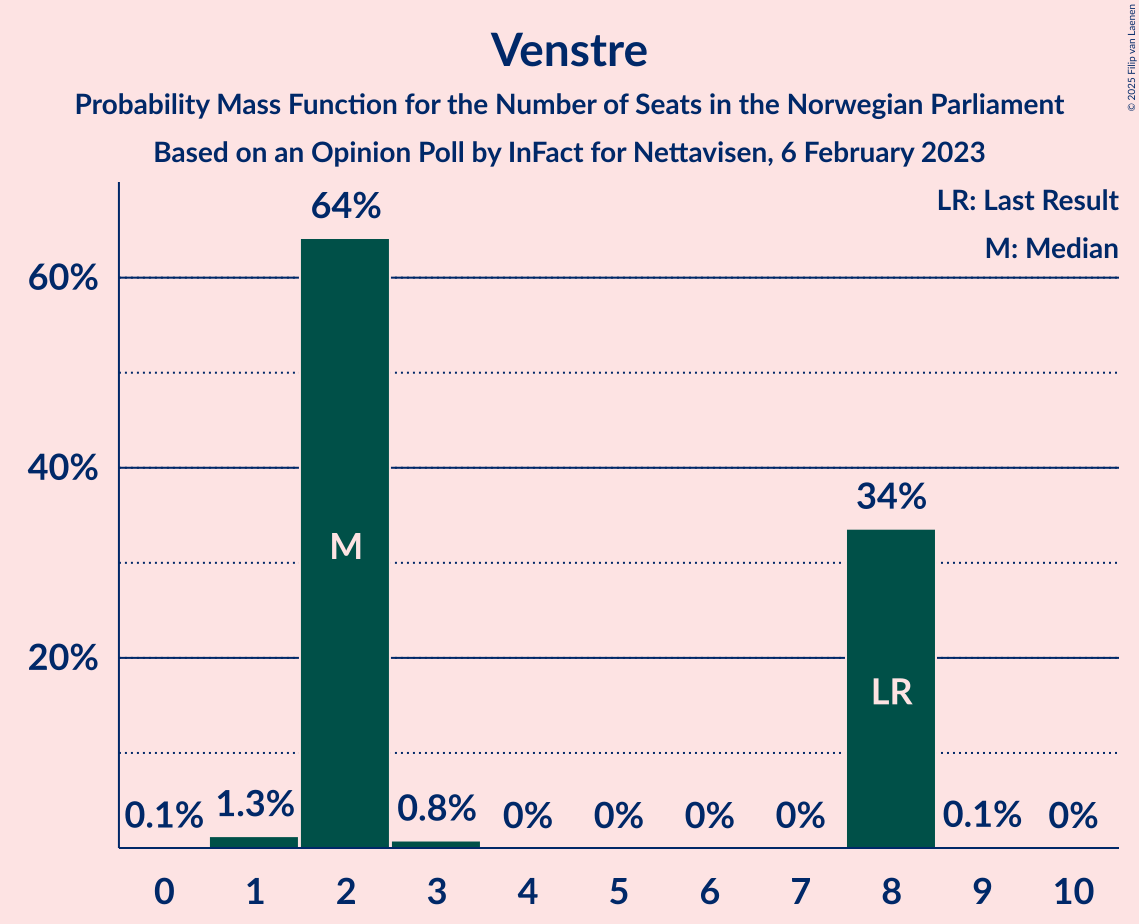 © 2025 Filip van Laenen
Venstre
Probability Mass Function for the Number of Seats in the Norwegian Parliament
Based on an Opinion Poll by InFact for Nettavisen, 6 February 2023
LR: Last Result
M: Median
64%
60%
40%
34%
M
20%
LR
0.1% 1.3% 0.8% 0% 0% 0% 0% 0.1% 0%
0 1 2 3 4 5 6 7 8 9 10